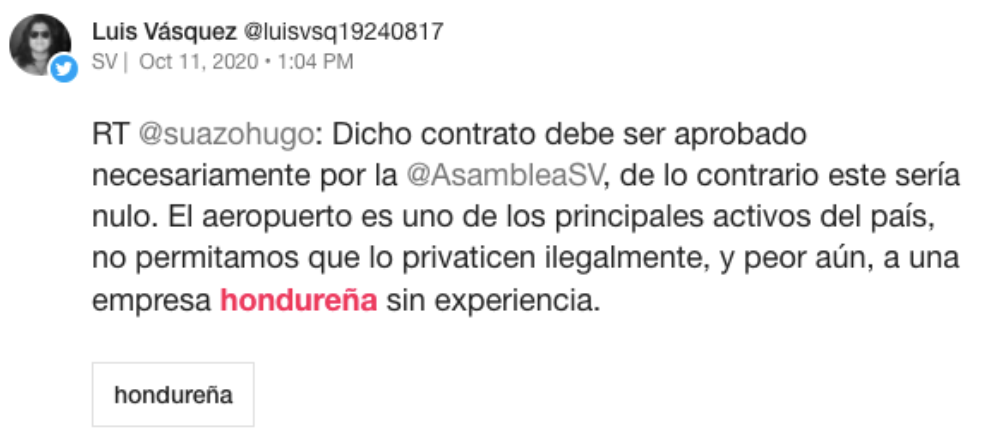 Luis Vásquez @luisvsq19240817
SV | Oct 11, 2020 • 1:04 PM
RT @suazohugo: Dicho contrato debe ser aprobado
necesariamente por la @AsambleaSV, de lo contrario este sería
nulo. El aeropuerto es uno de los principales activos del país,
no permitamos que lo privaticen ilegalmente, y peor aún, a una
empresa hondureña sin experiencia.
hondureña